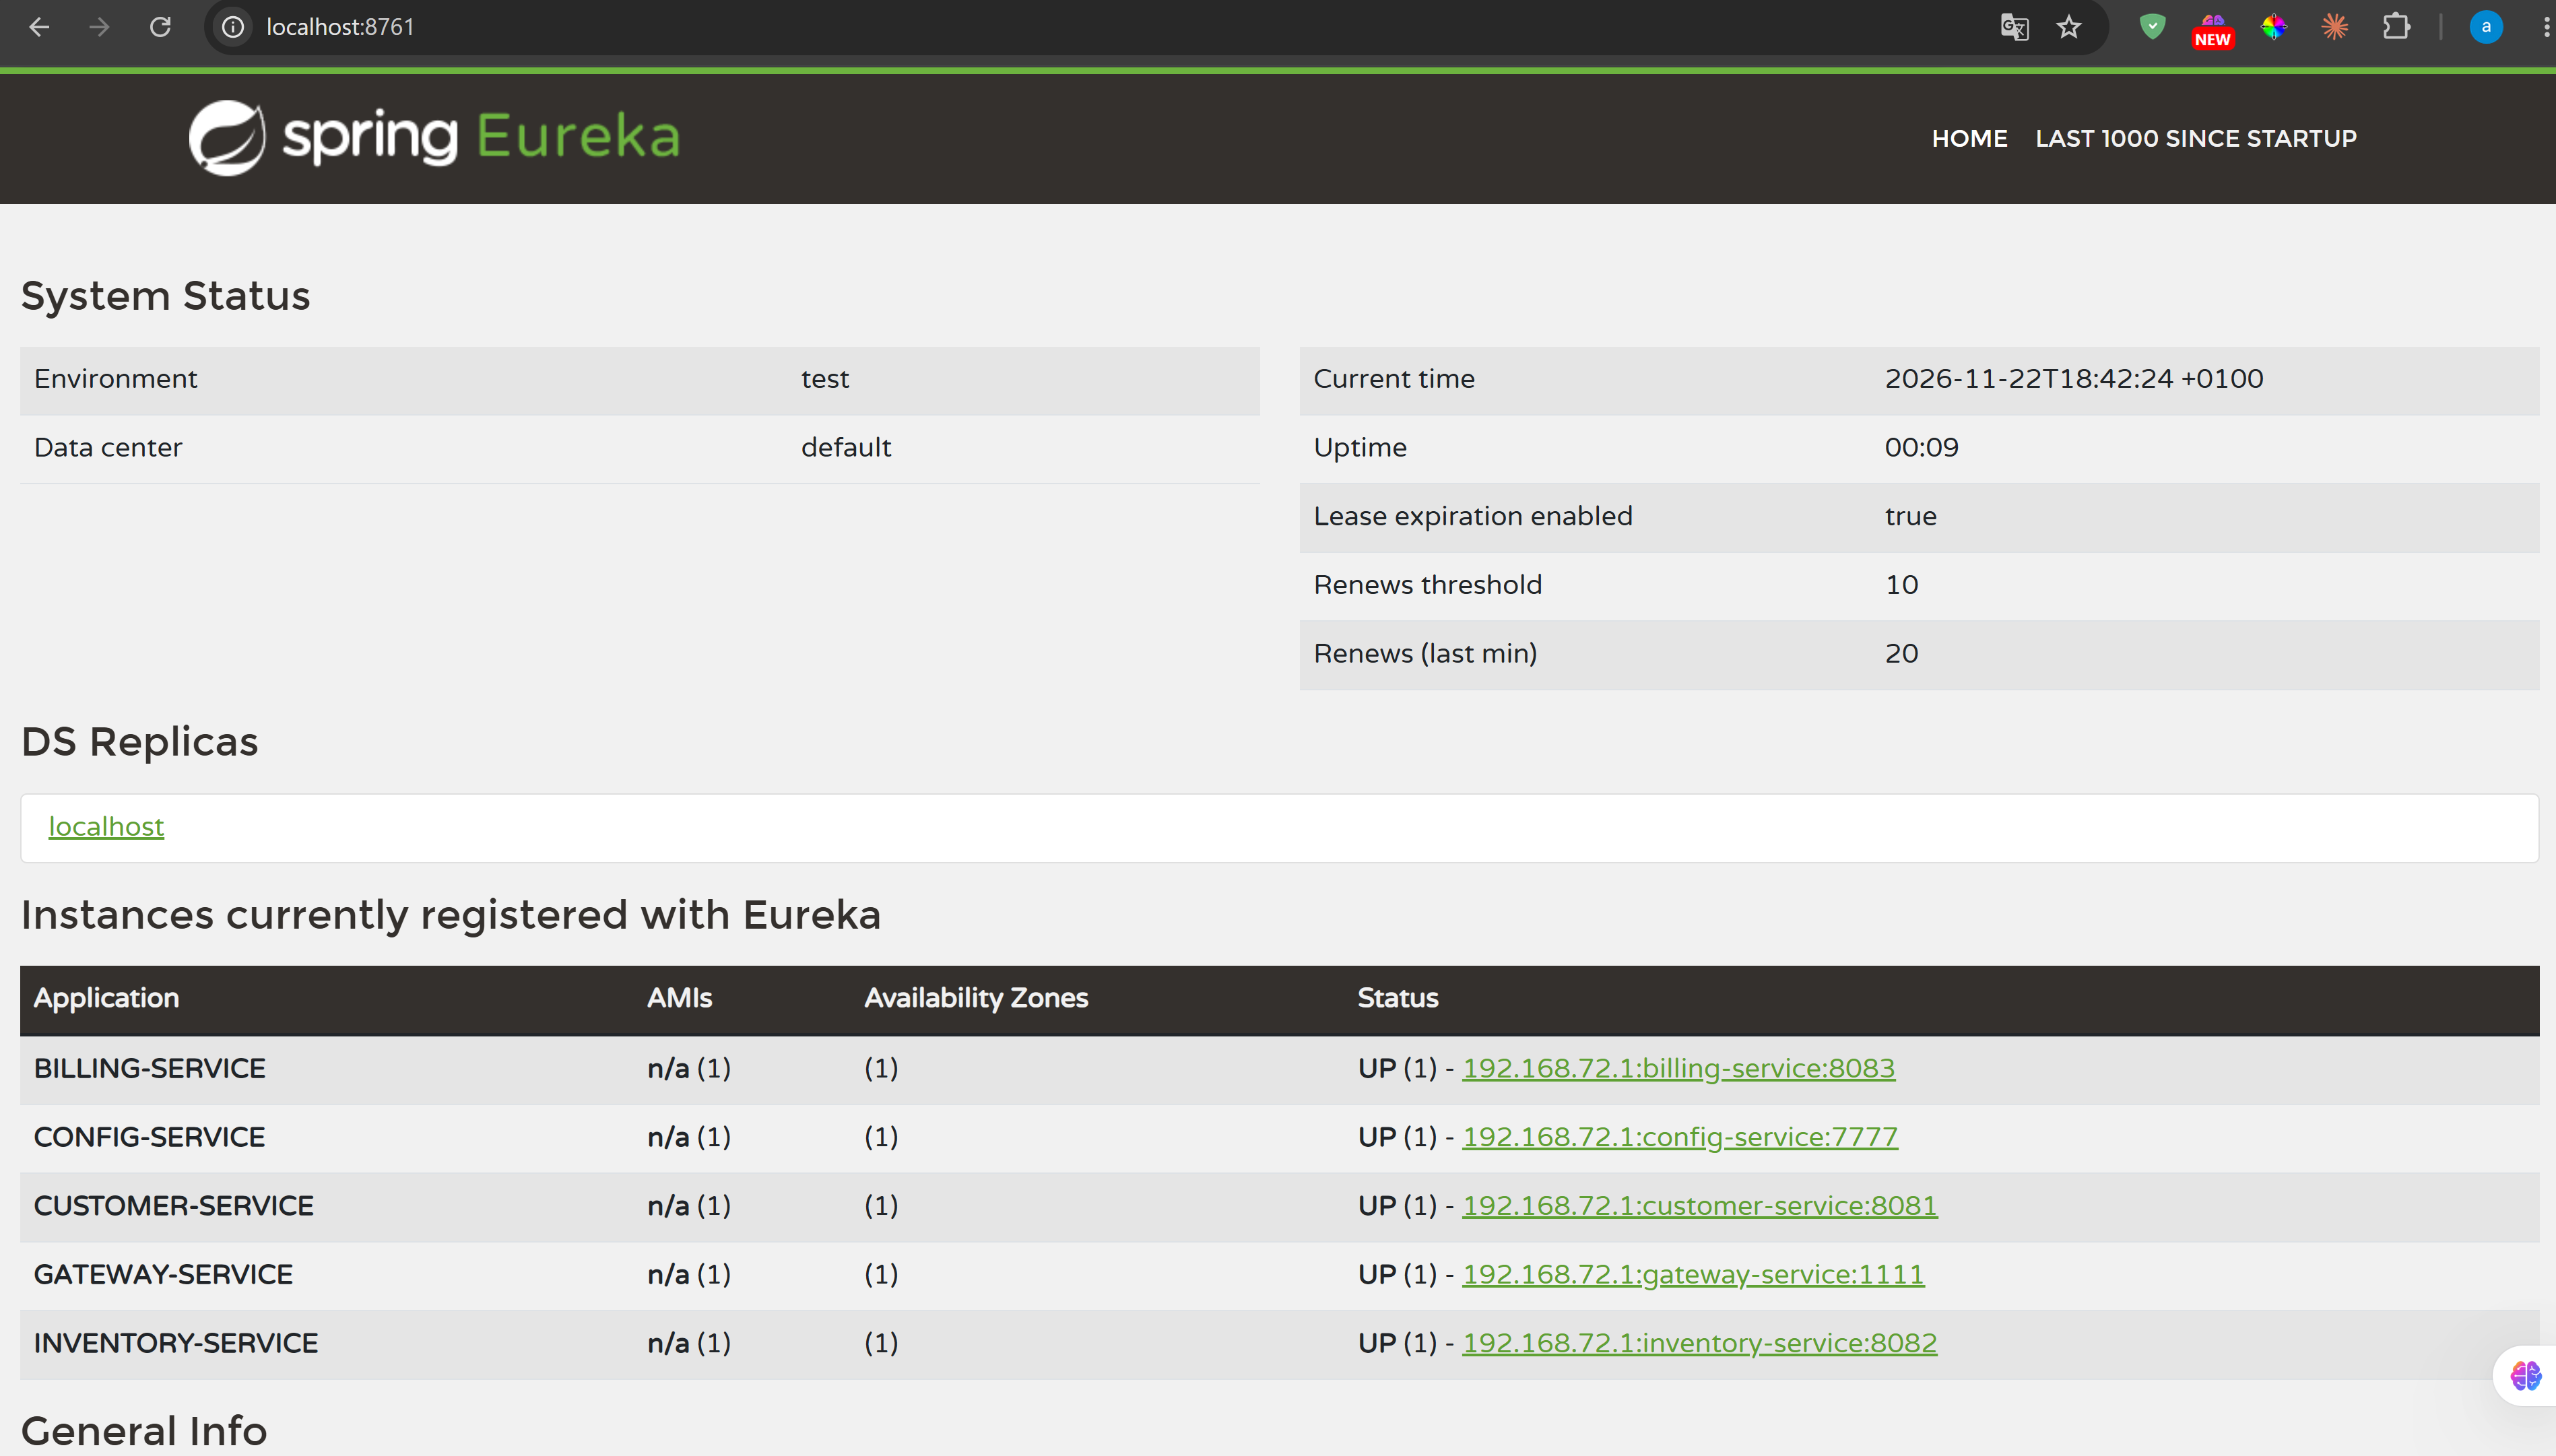 localhost:8761
NEW
a
spring Eureka
HOME LAST 1000 SINCE STARTUP
System Status
Environment test
Data center default
Current time 2026-11-22T18:42:24 +0100
Uptime 00:09
Lease expiration enabled true
Renews threshold 10
Renews (last min) 20
DS Replicas
localhost
Instances currently registered with Eureka
Application AMIs Availability Zones Status
BILLING-SERVICE n/a (1) (1) UP (1) - 192.168.72.1:billing-service:8083
CONFIG-SERVICE n/a (1) (1) UP (1) - 192.168.72.1:config-service:7777
CUSTOMER-SERVICE n/a (1) (1) UP (1) - 192.168.72.1:customer-service:8081
GATEWAY-SERVICE n/a (1) (1) UP (1) - 192.168.72.1:gateway-service:1111
INVENTORY-SERVICE n/a (1) (1) UP (1) - 192.168.72.1:inventory-service:8082
General Info